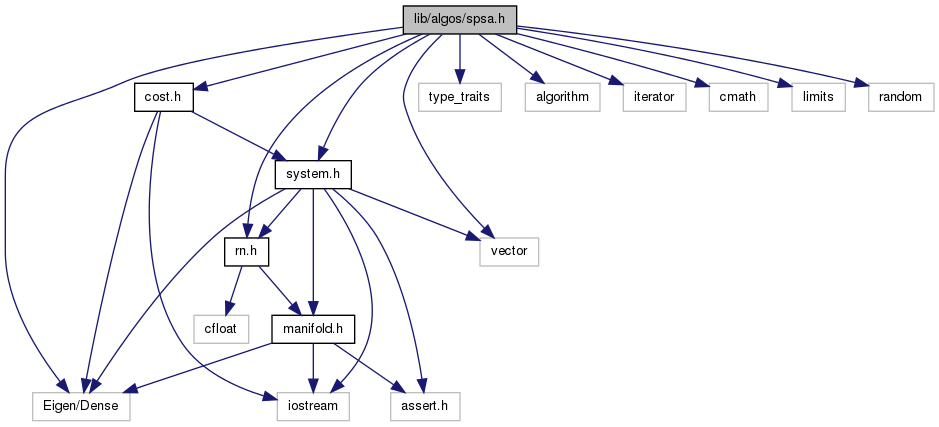 lib/algos/spsa.h
cost.h
type_traits
algorithm
iterator
cmath
limits
random
system.h
rn.h
vector
cfloat
manifold.h
Eigen/Dense
iostream
assert.h